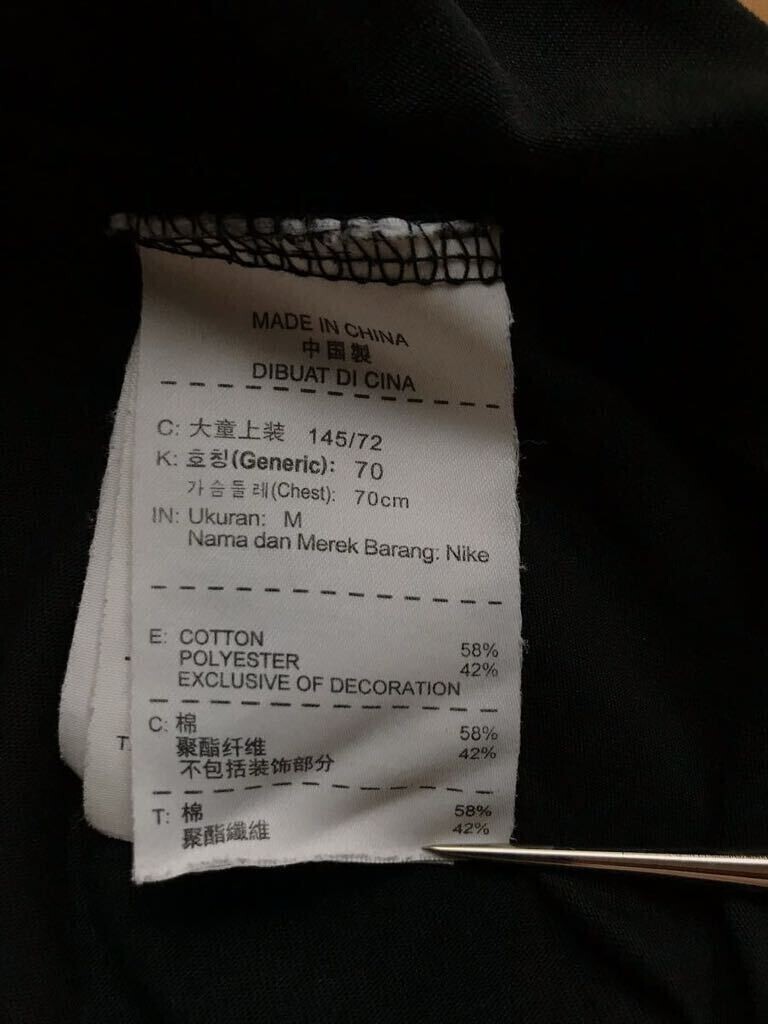 MADE IN CHINA
中国製
DIBUAT DI CINA
C: 大童上装 145/72
K: 호칭(Generic): 70
가슴둘레(Chest): 70cm
IN: Ukuran: M
Nama dan Merek Barang: Nike
E: COTTON 58%
POLYESTER 42%
EXCLUSIVE OF DECORATION
C: 棉 58%
聚酯纤维 42%
不包括装饰部分
T: 棉 58%
聚酯纖維 42%
T